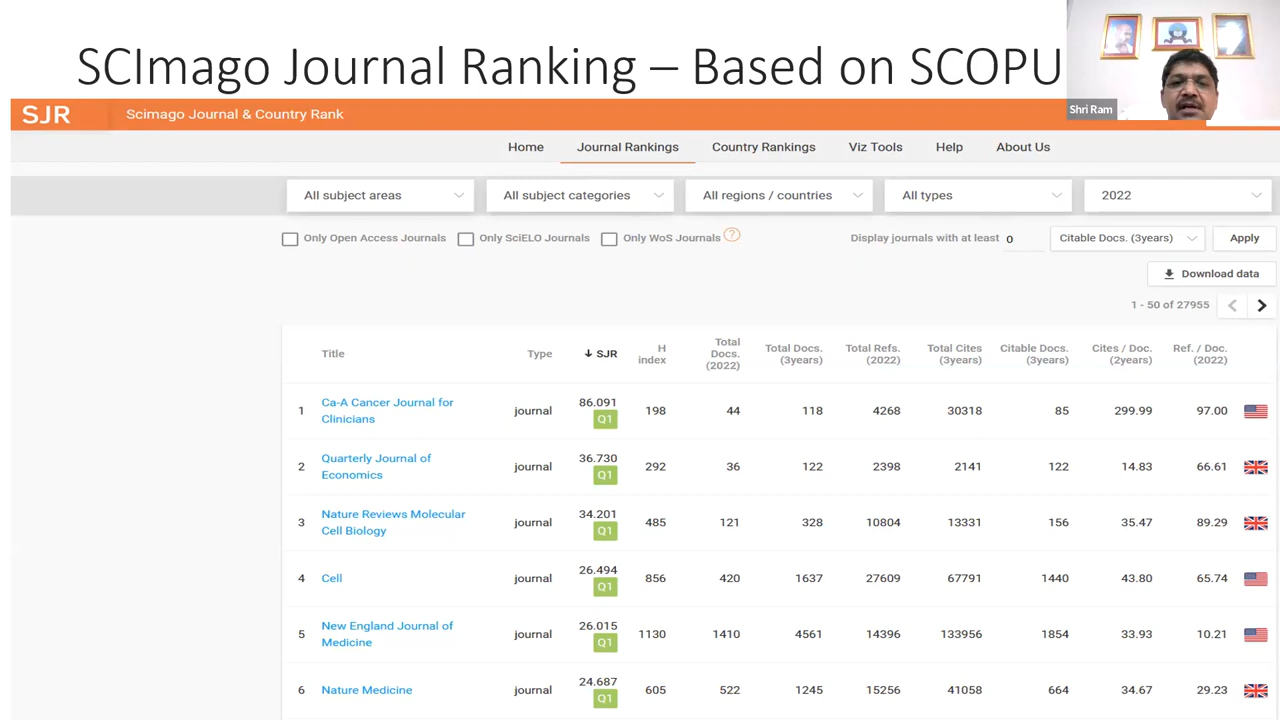 SCImago Journal Ranking – Based on SCOPU
Shri Ram
SJR Scimago Journal & Country Rank
Home Journal Rankings Country Rankings Viz Tools Help About Us
All subject areas All subject categories All regions / countries All types 2022
Only Open Access Journals Only SciELO Journals Only WoS Journals ? Display journals with at least 0 Citable Docs. (3years) Apply
Download data
1 - 50 of 27955
Title Type SJR H index Total Docs. (2022) Total Docs. (3years) Total Refs. (2022) Total Cites (3years) Citable Docs. (3years) Cites / Doc. (2years) Ref. / Doc. (2022)
1 Ca-A Cancer Journal for Clinicians journal 86.091 Q1 198 44 118 4268 30318 85 299.99 97.00
2 Quarterly Journal of Economics journal 36.730 Q1 292 36 122 2398 2141 122 14.83 66.61
3 Nature Reviews Molecular Cell Biology journal 34.201 Q1 485 121 328 10804 13331 156 35.47 89.29
4 Cell journal 26.494 Q1 856 420 1637 27609 67791 1440 43.80 65.74
5 New England Journal of Medicine journal 26.015 Q1 1130 1410 4561 14396 133956 1854 33.93 10.21
6 Nature Medicine journal 24.687 Q1 605 522 1245 15256 41058 664 34.67 29.23